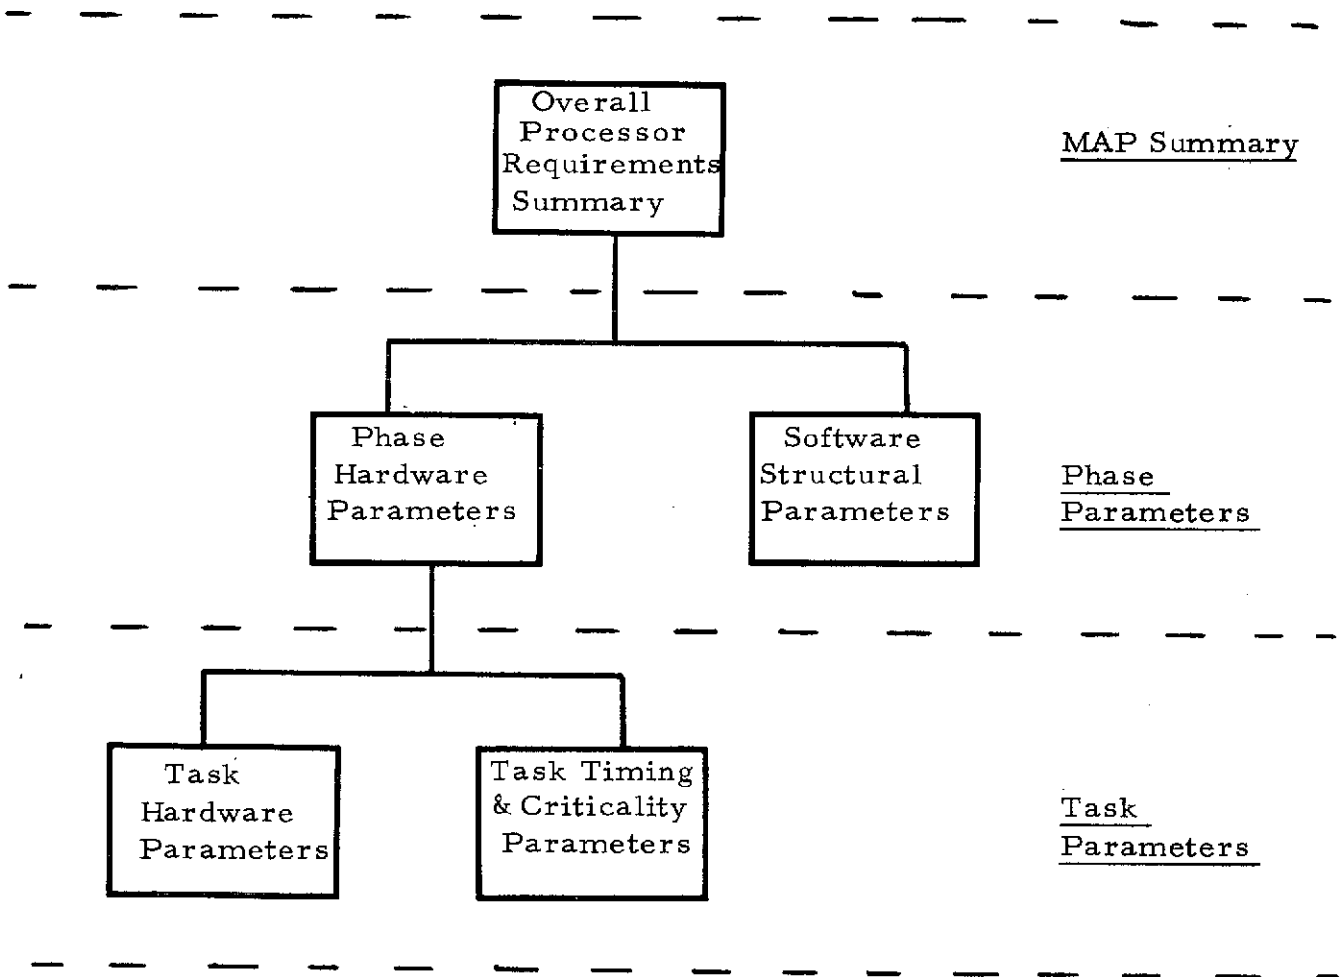 Overall
Processor
Requirements
Summary
MAP Summary
Phase
Hardware
Parameters
Software
Structural
Parameters
Phase
Parameters
Task
Hardware
Parameters
Task Timing
& Criticality
Parameters
Task
Parameters